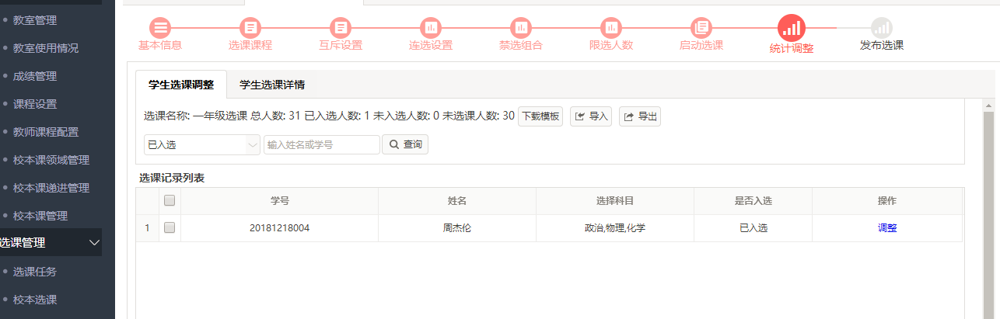 教室管理
教室使用情况
成绩管理
课程设置
教师课程配置
校本课领域管理
校本课递进管理
校本课管理
选课管理
选课任务
校本选课
基本信息
选课课程
互斥设置
连选设置
禁选组合
限选人数
启动选课
统计调整
发布选课
学生选课调整 学生选课详情
选课名称: 一年级选课 总人数: 31 已入选人数: 1 未入选人数: 0 未选课人数: 30 下载模板 导入 导出
已入选 输入姓名或学号 查询
选课记录列表
学号 姓名 选择科目 是否入选 操作
1 20181218004 周杰伦 政治,物理,化学 已入选 调整